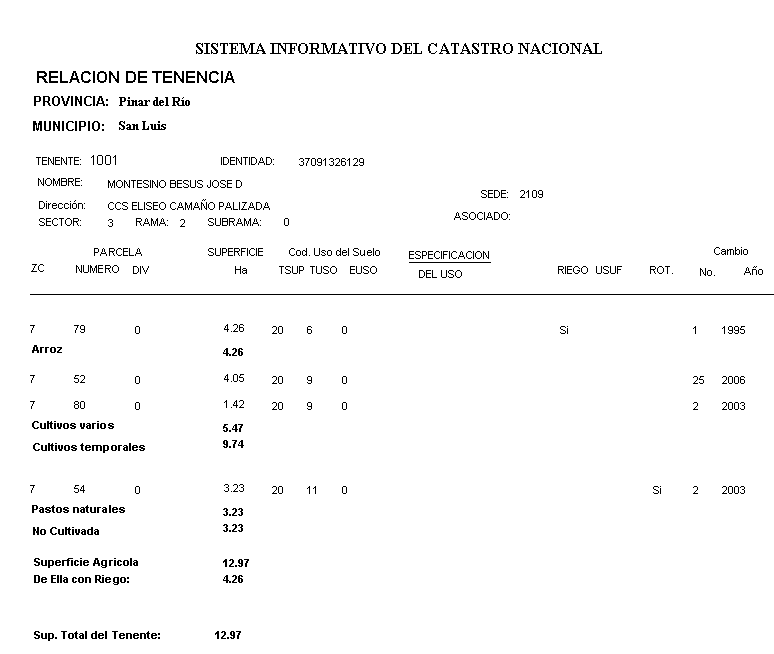 SISTEMA INFORMATIVO DEL CATASTRO NACIONAL
RELACION DE TENENCIA
PROVINCIA: Pinar del Río
MUNICIPIO: San Luis
TENENTE: 1001 IDENTIDAD: 37091326129
NOMBRE: MONTESINO BESUS JOSE D
SEDE: 2109
Dirección: CCS ELISEO CAMAÑO PALIZADA
ASOCIADO:
SECTOR: 3 RAMA: 2 SUBRAMA: 0
PARCELA SUPERFICIE Cod. Uso del Suelo ESPECIFICACION Cambio
ZC NUMERO DIV Ha TSUP TUSO EUSO DEL USO RIEGO USUF ROT. No. Año
7 79 0 4.26 20 6 0 Si 1 1995
Arroz 4.26
7 52 0 4.05 20 9 0 25 2006
7 80 0 1.42 20 9 0 2 2003
Cultivos varios 5.47
Cultivos temporales 9.74
7 54 0 3.23 20 11 0 Si 2 2003
Pastos naturales 3.23
No Cultivada 3.23
Superficie Agricola 12.97
De Ella con Riego: 4.26
Sup. Total del Tenente: 12.97